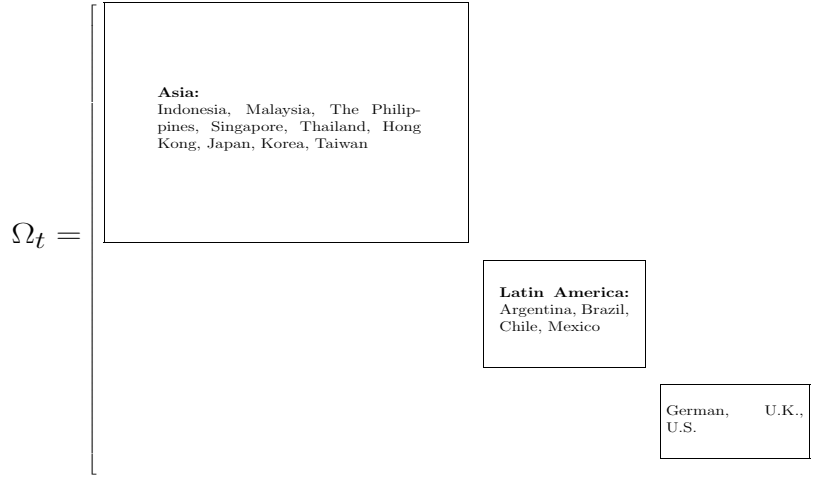 Asia:
Indonesia, Malaysia, The Philip-
pines, Singapore, Thailand, Hong
Kong, Japan, Korea, Taiwan
Ωₜ =
Latin America:
Argentina, Brazil,
Chile, Mexico
German, U.K.,
U.S.